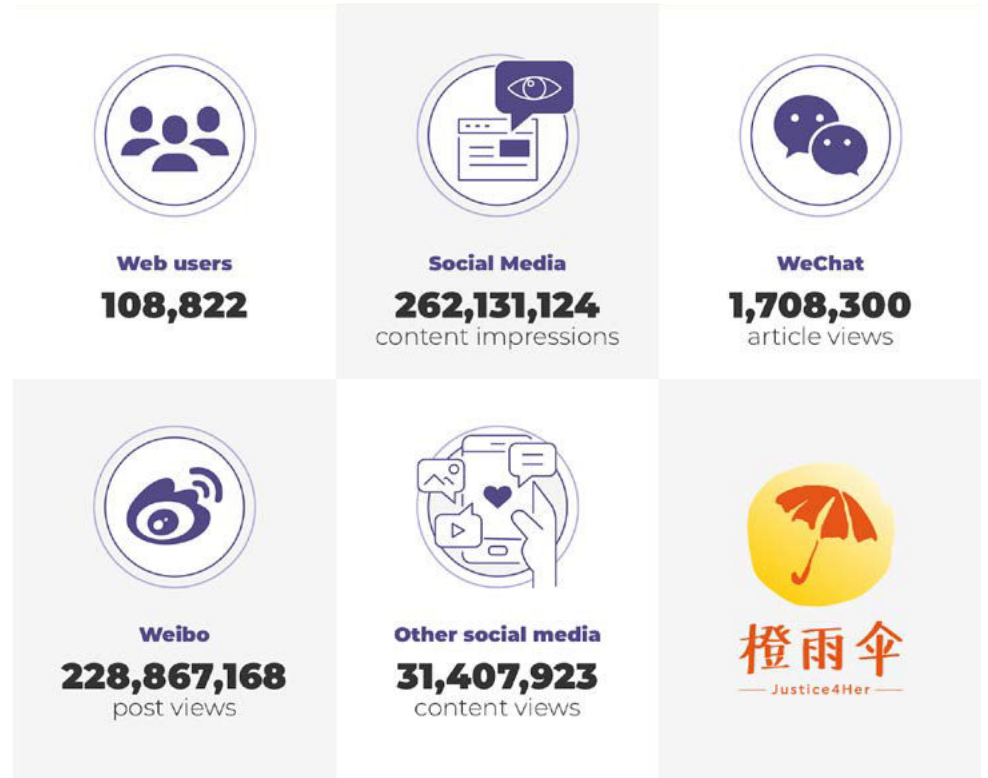 Web users
108,822
Social Media
262,131,124
content impressions
WeChat
1,708,300
article views
Weibo
228,867,168
post views
Other social media
31,407,923
content views
橙雨伞
Justice4Her